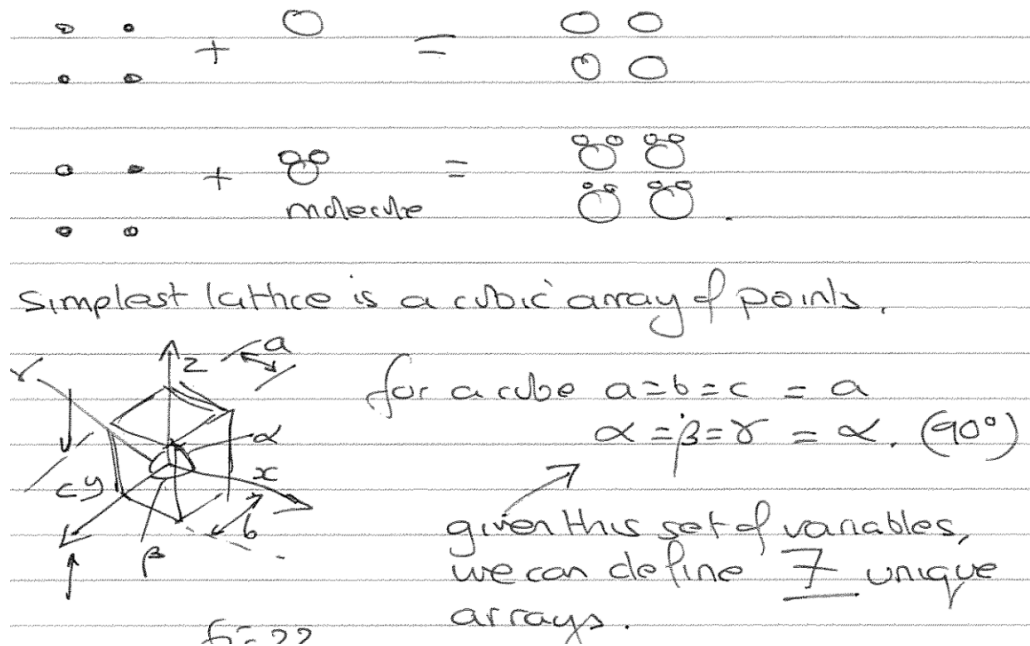 + =
+ =
molecule
Simplest lattice is a cubic array of points.
z
a
γ
α
x
c y
b
β
for a cube a=b=c = a
α=β=γ = α. (90°)
given this set of variables,
we can define 7 unique
arrays.